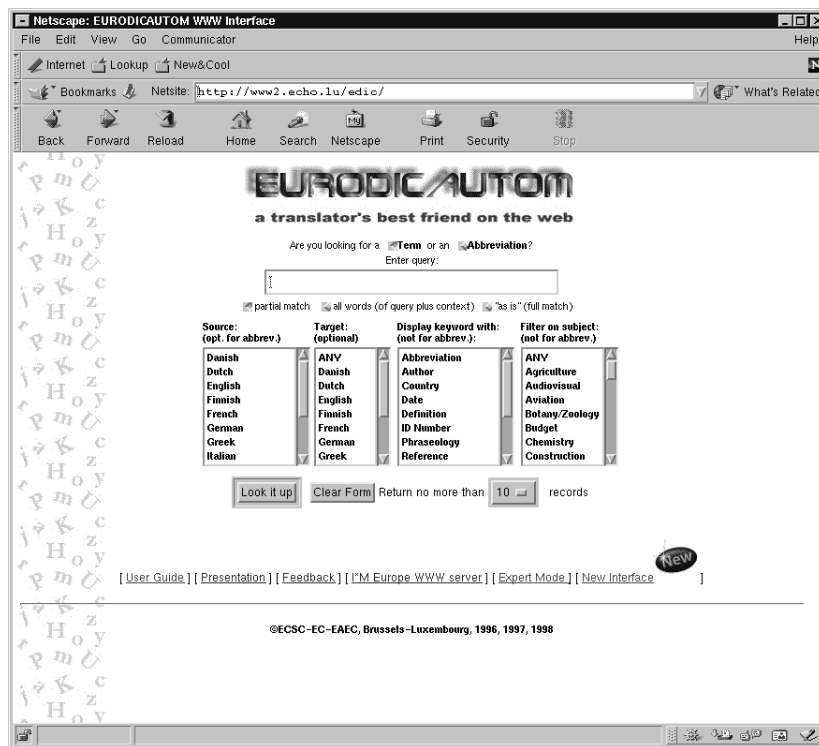 Netscape: EURODICAUTOM WWW Interface
File Edit View Go Communicator Help
Internet Lookup New&Cool N
Bookmarks Netsite: http://www2.echo.lu/edic/ What's Related
My
Back Forward Reload Home Search Netscape Print Security Stop
EURODICAUTOM
a translator's best friend on the web
Are you looking for a Term or an Abbreviation?
Enter query:
partial match all words (of query plus context) "as is" (full match)
Source: Target: Display keyword with: Filter on subject:
(opt. for abbrev.) (optional) (not for abbrev.): (not for abbrev.)
Danish ANY Abbreviation ANY
Dutch Danish Author Agriculture
English Dutch Country Audiovisual
Finnish English Date Aviation
French Finnish Definition Botany/Zoology
German French ID Number Budget
Greek German Phraseology Chemistry
Italian Greek Reference Construction
Look it up Clear Form Return no more than 10 records
New
[ User Guide ] [ Presentation ] [ Feedback ] [ I*M Europe WWW server ] [ Expert Mode ] [ New Interface ]
©ECSC-EC-EAEC, Brussels-Luxembourg, 1996, 1997, 1998